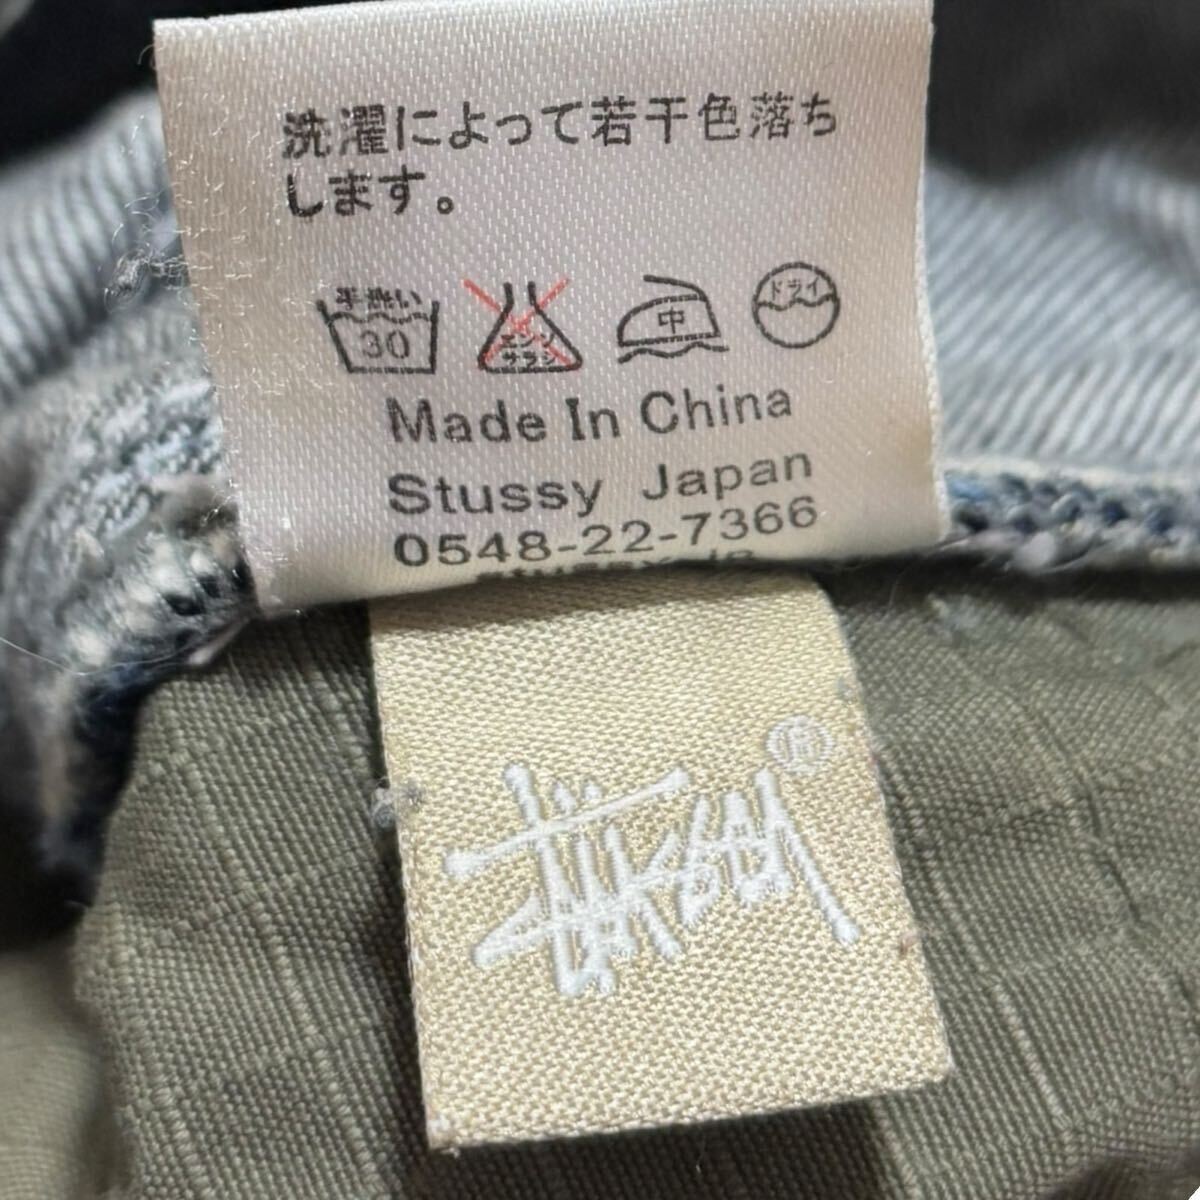 洗濯によって若干色落ち
します。
手洗い
30
エンソ
サラシ
中
ドライ
Made In China
Stussy Japan
0548-22-7366
Stüssy
®